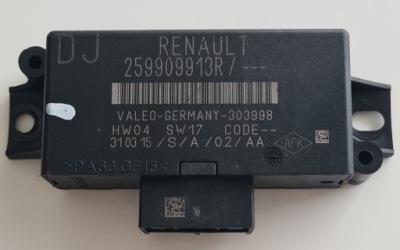 DJ RENAULT
259909913R/ ---
VALEO-GERMANY-303998
HW04 SW17 CODE--
310315/S/A/02/AA
>PA66GF15<